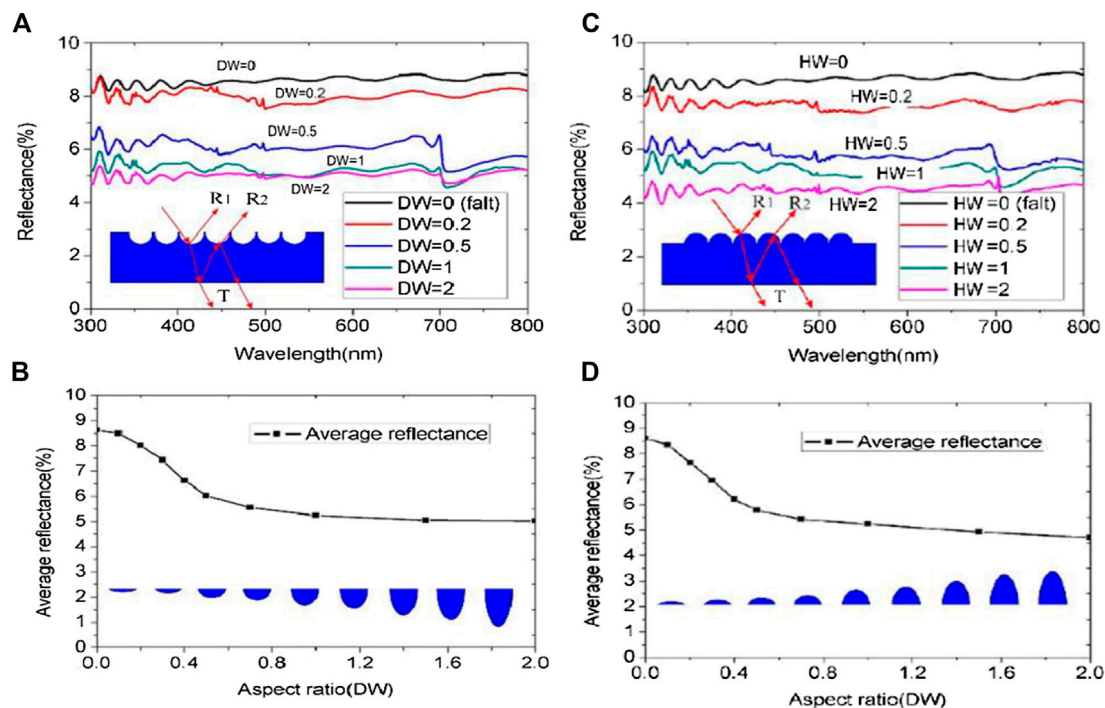 A
10
8
6
4
2
0
Reflectance(%)
DW=0
DW=0.2
DW=0.5
DW=1
DW=2
R1 R2
T
DW=0 (falt)
DW=0.2
DW=0.5
DW=1
DW=2
300 400 500 600 700 800
Wavelength(nm)
C
10
8
6
4
2
0
Reflectance(%)
HW=0
HW=0.2
HW=0.5
HW=1
HW=2
R1 R2
T
HW=0 (falt)
HW=0.2
HW=0.5
HW=1
HW=2
300 400 500 600 700 800
Wavelength(nm)
B
10
9
8
7
6
5
4
3
2
1
0
Average reflectance(%)
Average reflectance
0.0 0.4 0.8 1.2 1.6 2.0
Aspect ratio(DW)
D
10
9
8
7
6
5
4
3
2
1
0
Average reflectance(%)
Average reflectance
0.0 0.4 0.8 1.2 1.6 2.0
Aspect ratio(DW)